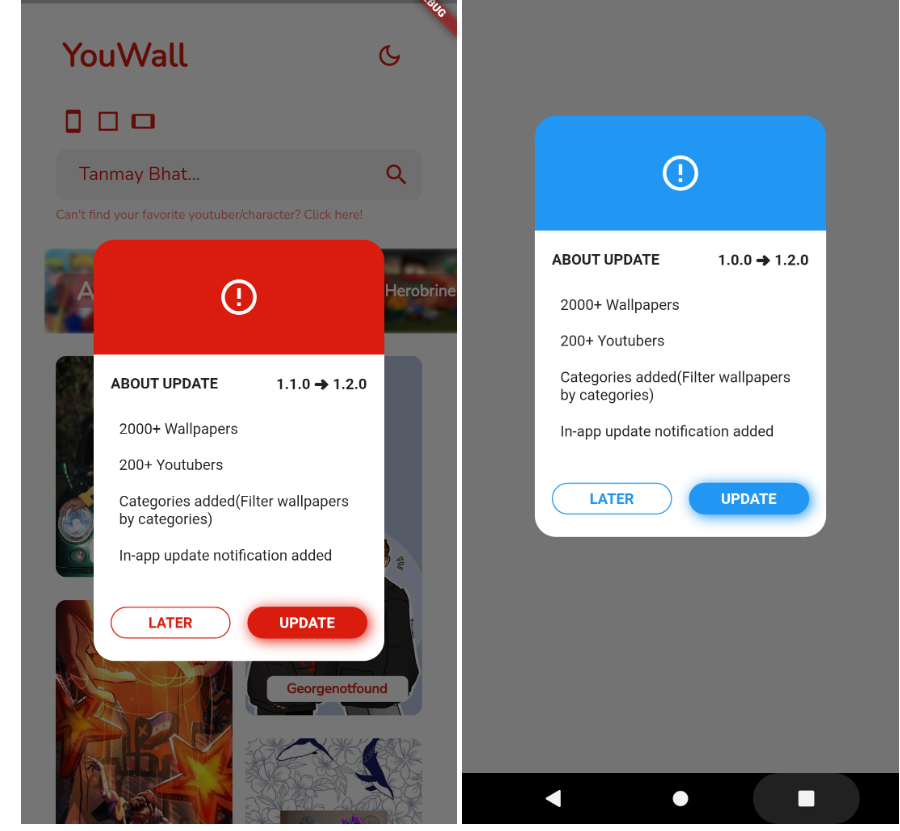 YouWall
Tanmay Bhat...
Can't find your favorite youtuber/character? Click here!
A
Herobrine
ABOUT UPDATE 1.1.0 → 1.2.0
2000+ Wallpapers
200+ Youtubers
Categories added(Filter wallpapers
by categories)
In-app update notification added
LATER UPDATE
Georgenotfound
ABOUT UPDATE 1.0.0 → 1.2.0
2000+ Wallpapers
200+ Youtubers
Categories added(Filter wallpapers
by categories)
In-app update notification added
LATER UPDATE